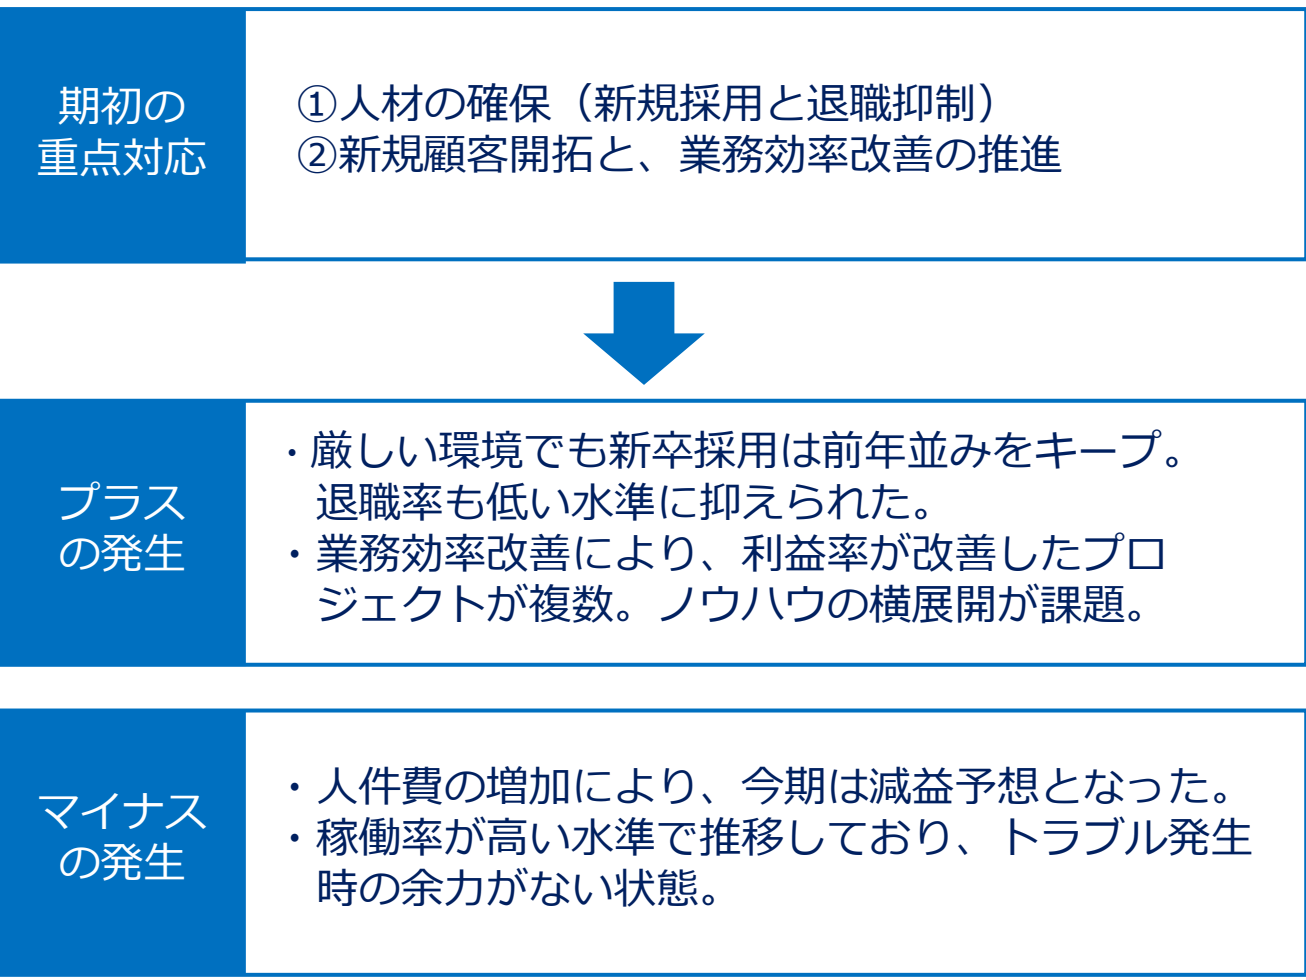 期初の
重点対応
①人材の確保（新規採用と退職抑制）
②新規顧客開拓と、業務効率改善の推進
プラス
の発生
・厳しい環境でも新卒採用は前年並みをキープ。
退職率も低い水準に抑えられた。
・業務効率改善により、利益率が改善したプロ
ジェクトが複数。ノウハウの横展開が課題。
マイナス
の発生
・人件費の増加により、今期は減益予想となった。
・稼働率が高い水準で推移しており、トラブル発生
時の余力がない状態。